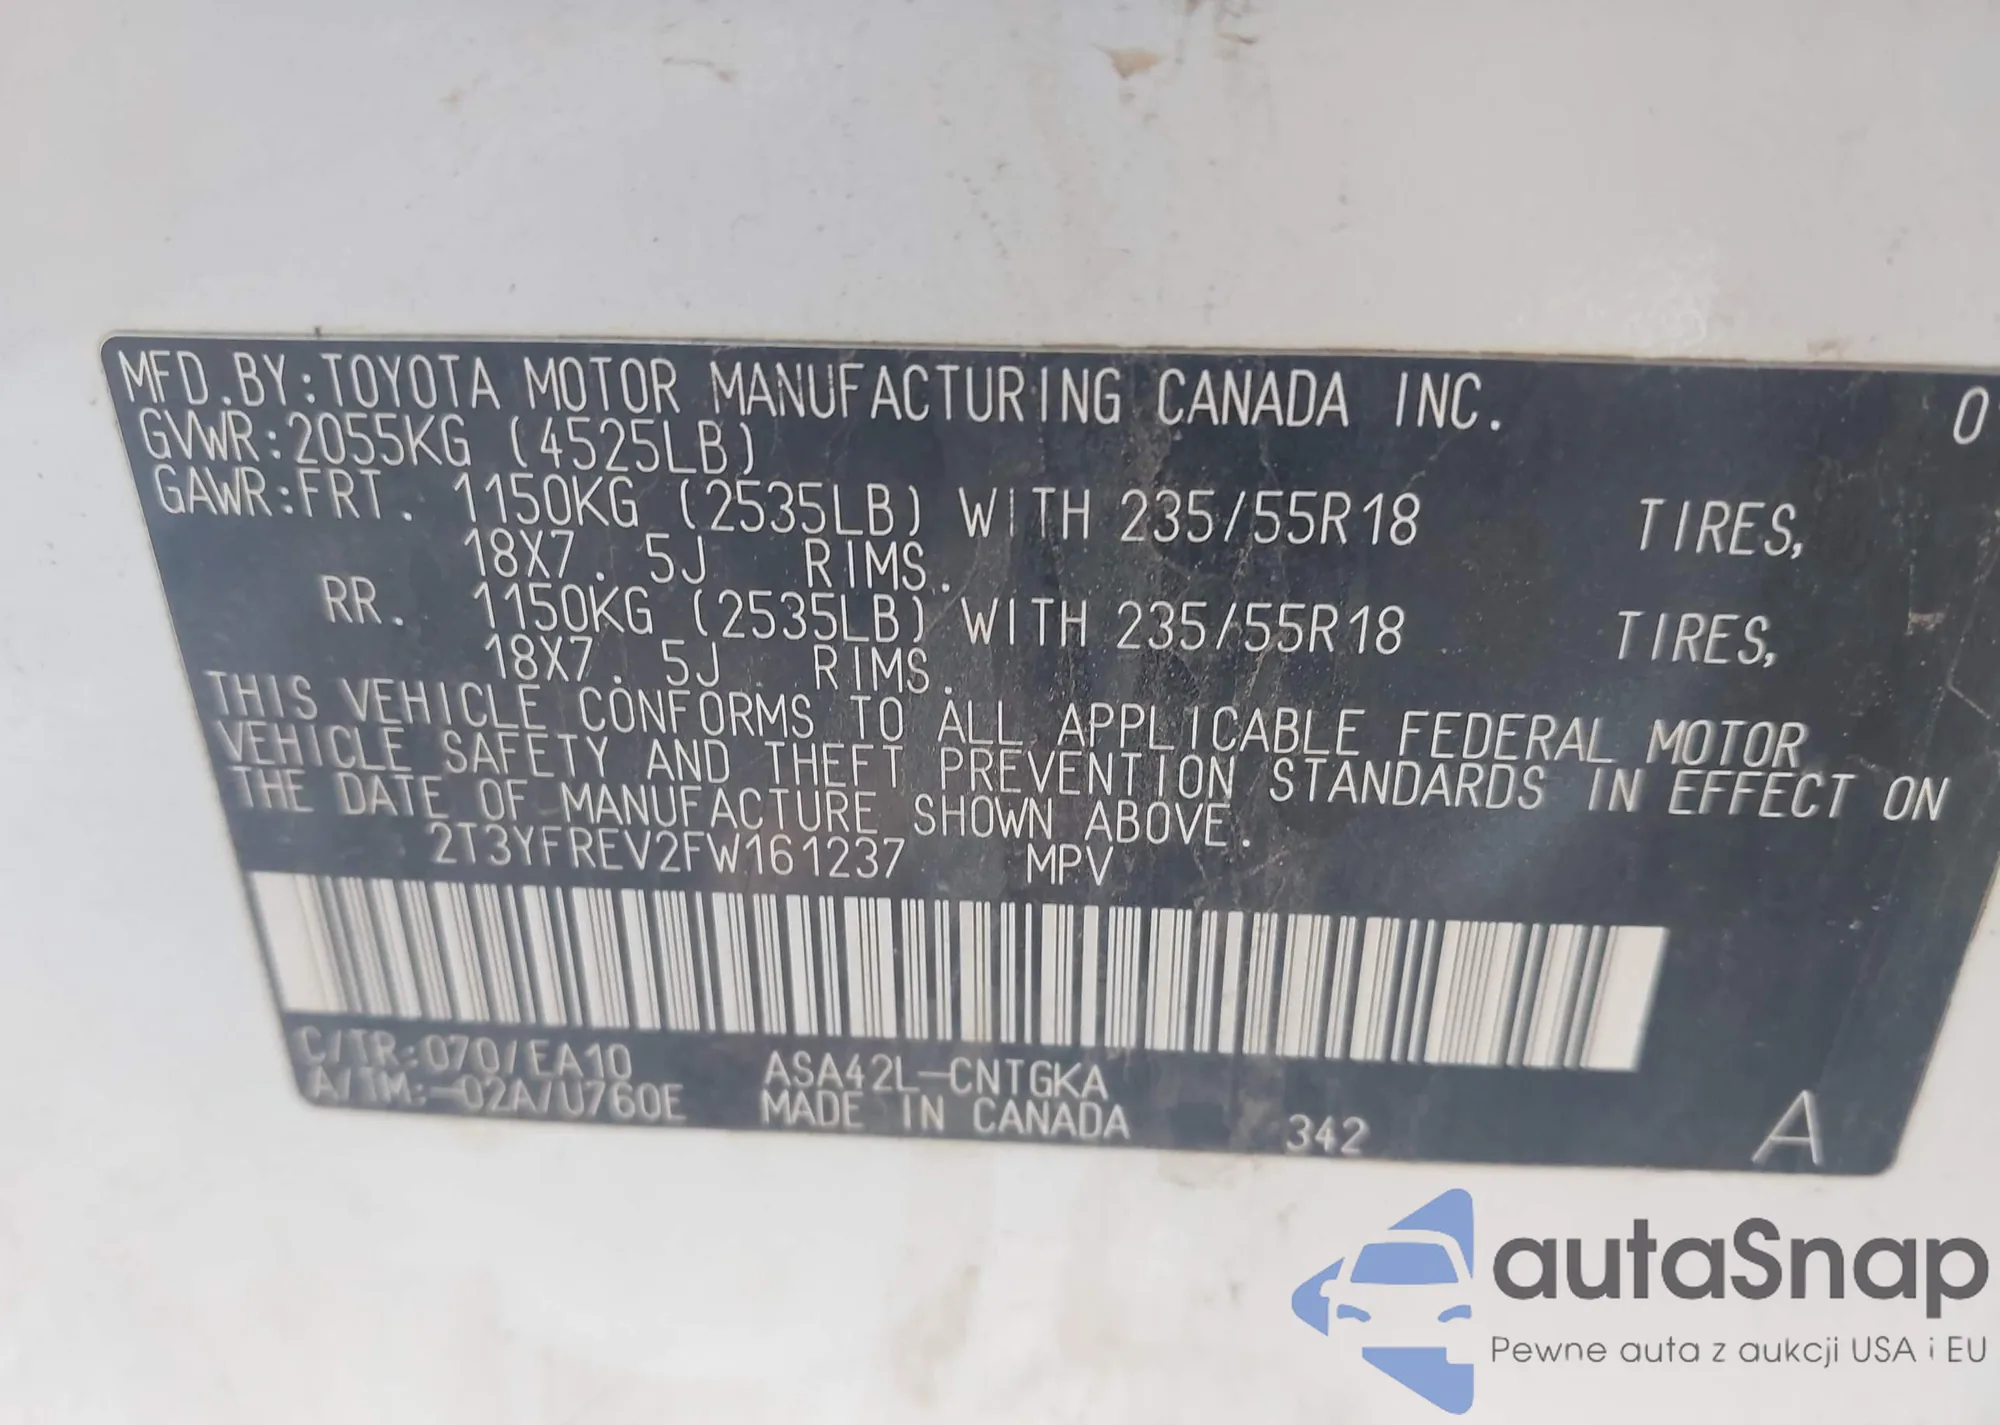 MFD.BY:TOYOTA MOTOR MANUFACTURING CANADA INC. 0
GVWR:2055KG (4525LB)
GAWR:FRT. 1150KG (2535LB) WITH 235/55R18 TIRES,
18X7.5J RIMS.
RR. 1150KG (2535LB) WITH 235/55R18 TIRES,
18X7.5J RIMS.
THIS VEHICLE CONFORMS TO ALL APPLICABLE FEDERAL MOTOR
VEHICLE SAFETY AND THEFT PREVENTION STANDARDS IN EFFECT ON
THE DATE OF MANUFACTURE SHOWN ABOVE.
2T3YFREV2FW161237 MPV
C/TR:070/EA10 ASA42L-CNTGKA
A/TM:-02A/U760E MADE IN CANADA 342 A
autaSnap
Pewne auta z aukcji USA i EU